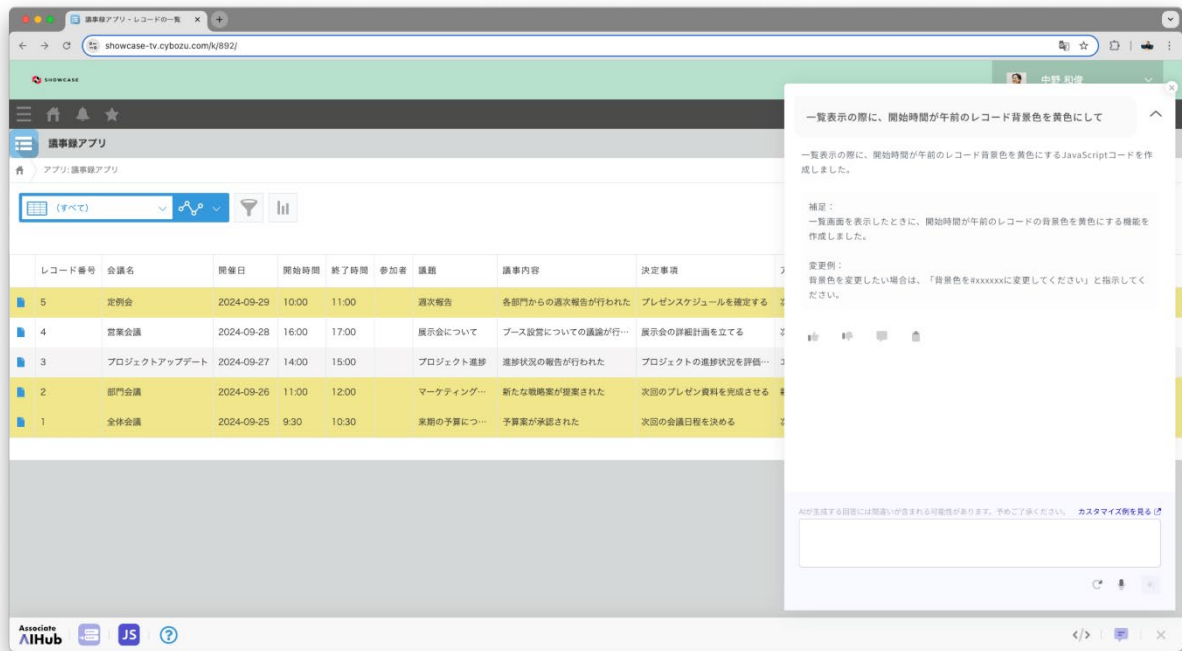 議事録アプリ - レコードの一覧
showcase-tv.cybozu.com/k/892/
SHOWCASE
中野 和俊
議事録アプリ
アプリ: 議事録アプリ
(すべて)
レコード番号 会議名 開催日 開始時間 終了時間 参加者 議題 議事内容 決定事項
5 定例会 2024-09-29 10:00 11:00 週次報告 各部門からの週次報告が行われた プレゼンスケジュールを確定する
4 営業会議 2024-09-28 16:00 17:00 展示会について ブース設営についての議論が行… 展示会の詳細計画を立てる
3 プロジェクトアップデート 2024-09-27 14:00 15:00 プロジェクト進捗 進捗状況の報告が行われた プロジェクトの進捗状況を評価…
2 部門会議 2024-09-26 11:00 12:00 マーケティング… 新たな戦略案が提案された 次回のプレゼン資料を完成させる
1 全体会議 2024-09-25 9:30 10:30 来期の予算につ… 予算案が承認された 次回の会議日程を決める
一覧表示の際に、開始時間が午前のレコード背景色を黄色にして
一覧表示の際に、開始時間が午前のレコード背景色を黄色にするJavaScriptコードを作
成しました。
補足：
一覧画面を表示したときに、開始時間が午前のレコードの背景色を黄色にする機能を
作成しました。
変更例：
背景色を変更したい場合は、「背景色を#xxxxxxに変更してください」と指示してく
ださい。
AIが生成する回答には間違いが含まれる可能性があります。予めご了承ください。 カスタマイズ例を見る
Associate
AIHub
JS